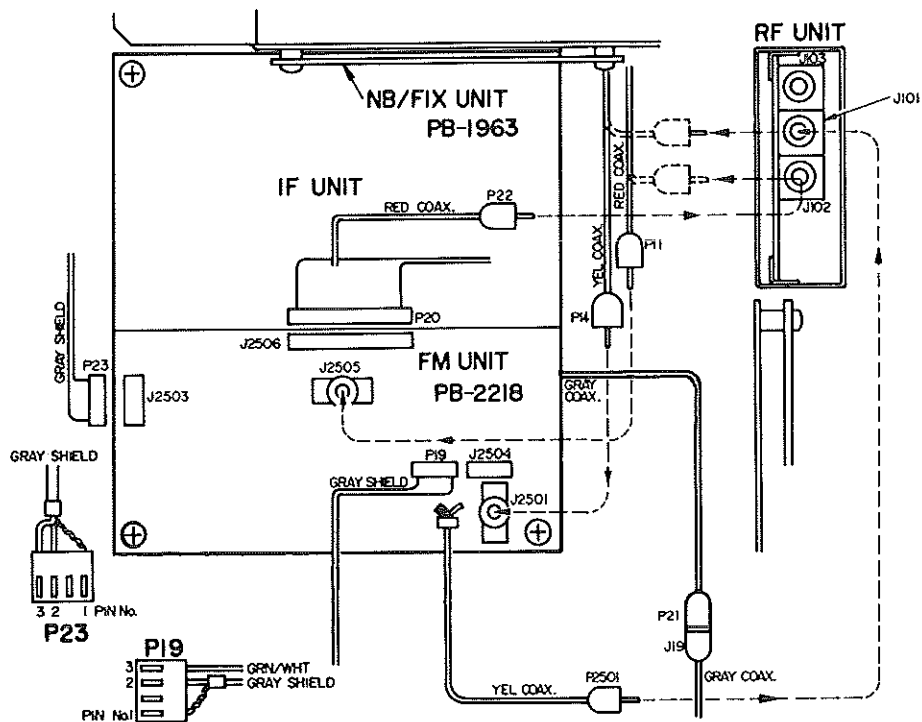 RF UNIT
J103
J101
NB/FIX UNIT
PB-1963
IF UNIT
P22
RED COAX.
RED COAX.
J102
YEL COAX.
P11
P14
P20
J2506
FM UNIT
PB-2218
GRAY SHIELD
P23
J2503
J2505
GRAY
COAX.
P19
J2504
GRAY SHIELD
GRAY SHIELD
J2501
3 2 1 PIN No.
P23
P21
J19
P19
3
GRN/WHT
2
GRAY SHIELD
PIN No.1
YEL COAX.
P2501
GRAY COAX.